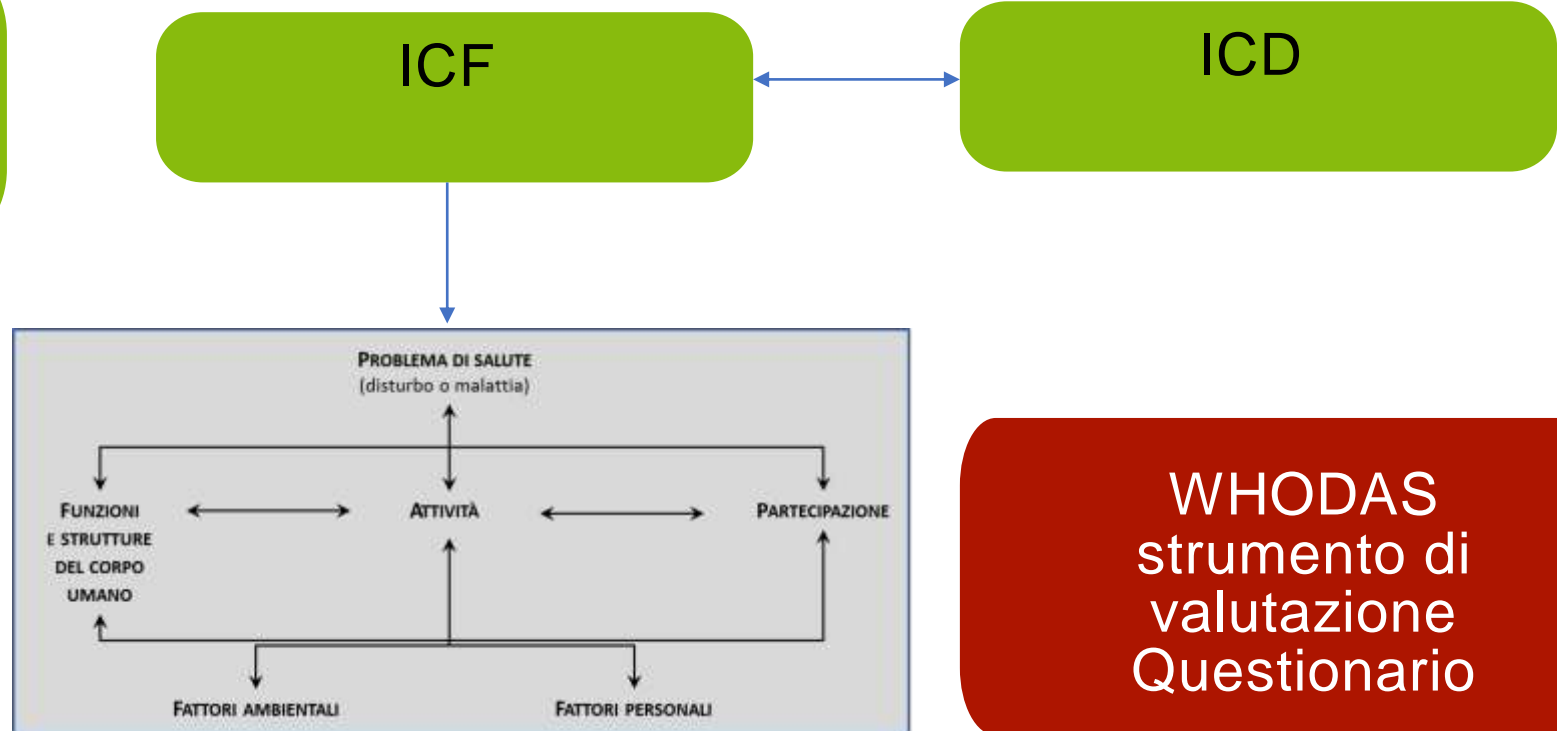 ICF
ICD
PROBLEMA DI SALUTE
(disturbo o malattia)
FUNZIONI
E STRUTTURE
DEL CORPO
UMANO
ATTIVITÀ
PARTECIPAZIONE
FATTORI AMBIENTALI
FATTORI PERSONALI
WHODAS
strumento di
valutazione
Questionario